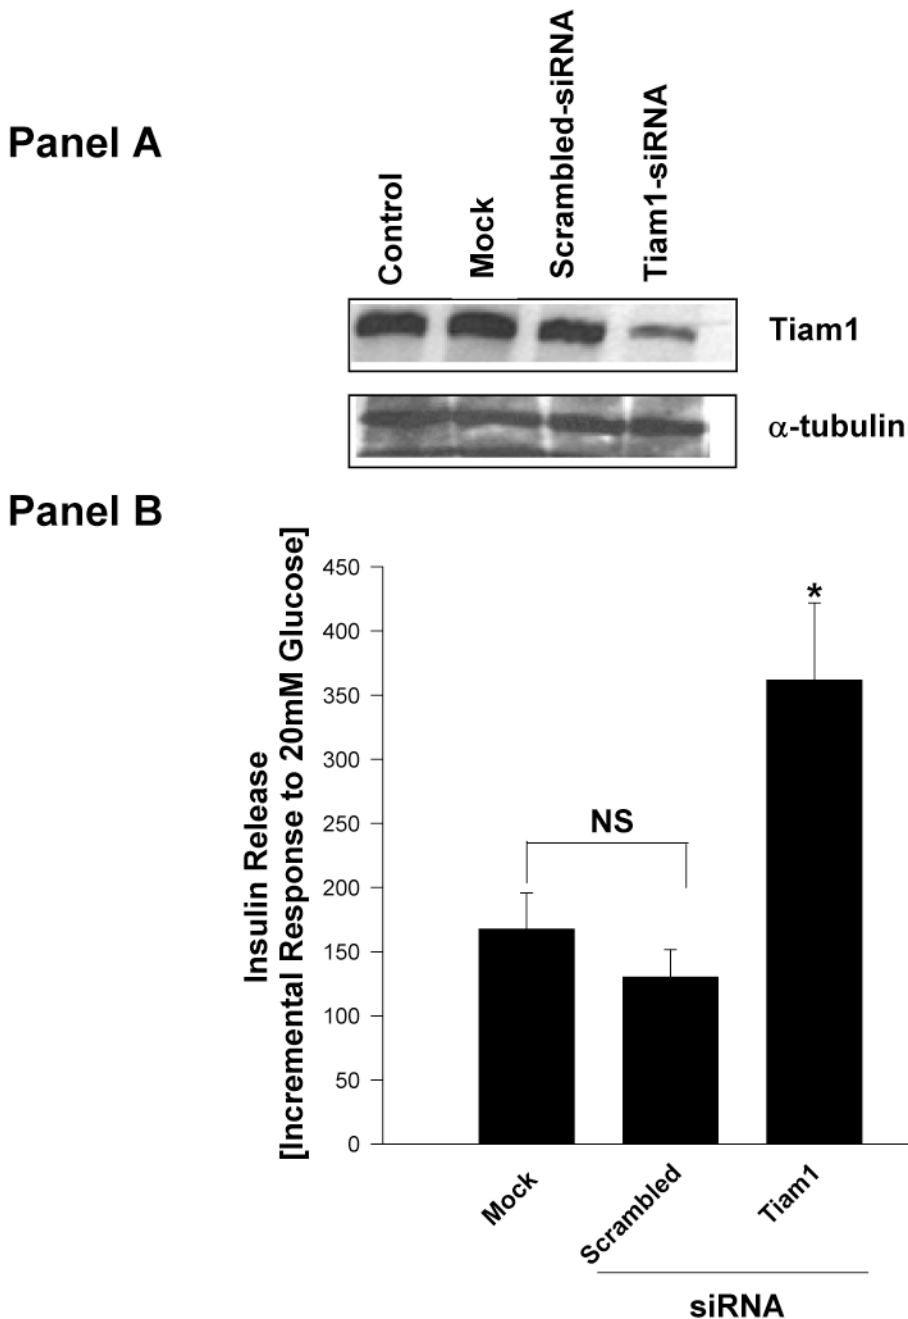 Panel A
Control
Mock
Scrambled-siRNA
Tiam1-siRNA
Tiam1
α-tubulin
Panel B
Insulin Release
[Incremental Response to 20mM Glucose]
450
400
350
300
250
200
150
100
50
0
NS
*
Mock
Scrambled
Tiam1
siRNA